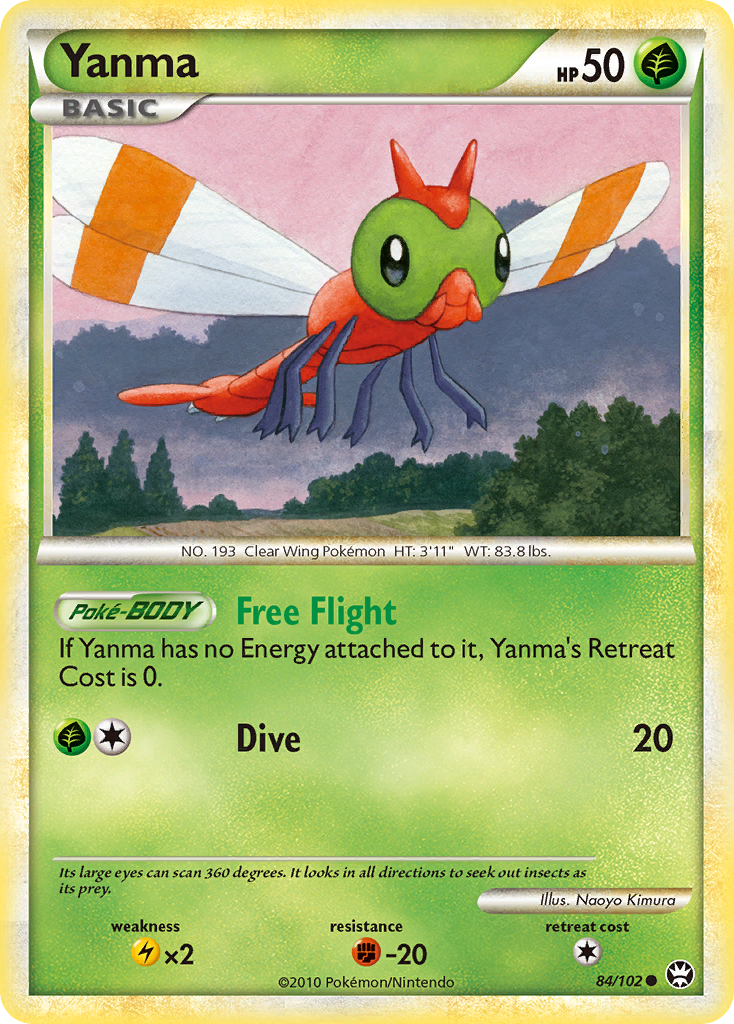 Yanma
HP 50
BASIC
NO. 193 Clear Wing Pokémon HT: 3'11" WT: 83.8 lbs.
Poké-BODY Free Flight
If Yanma has no Energy attached to it, Yanma's Retreat
Cost is 0.
Dive 20
Its large eyes can scan 360 degrees. It looks in all directions to seek out insects as
its prey.
Illus. Naoyo Kimura
weakness resistance retreat cost
×2 -20
©2010 Pokémon/Nintendo 84/102